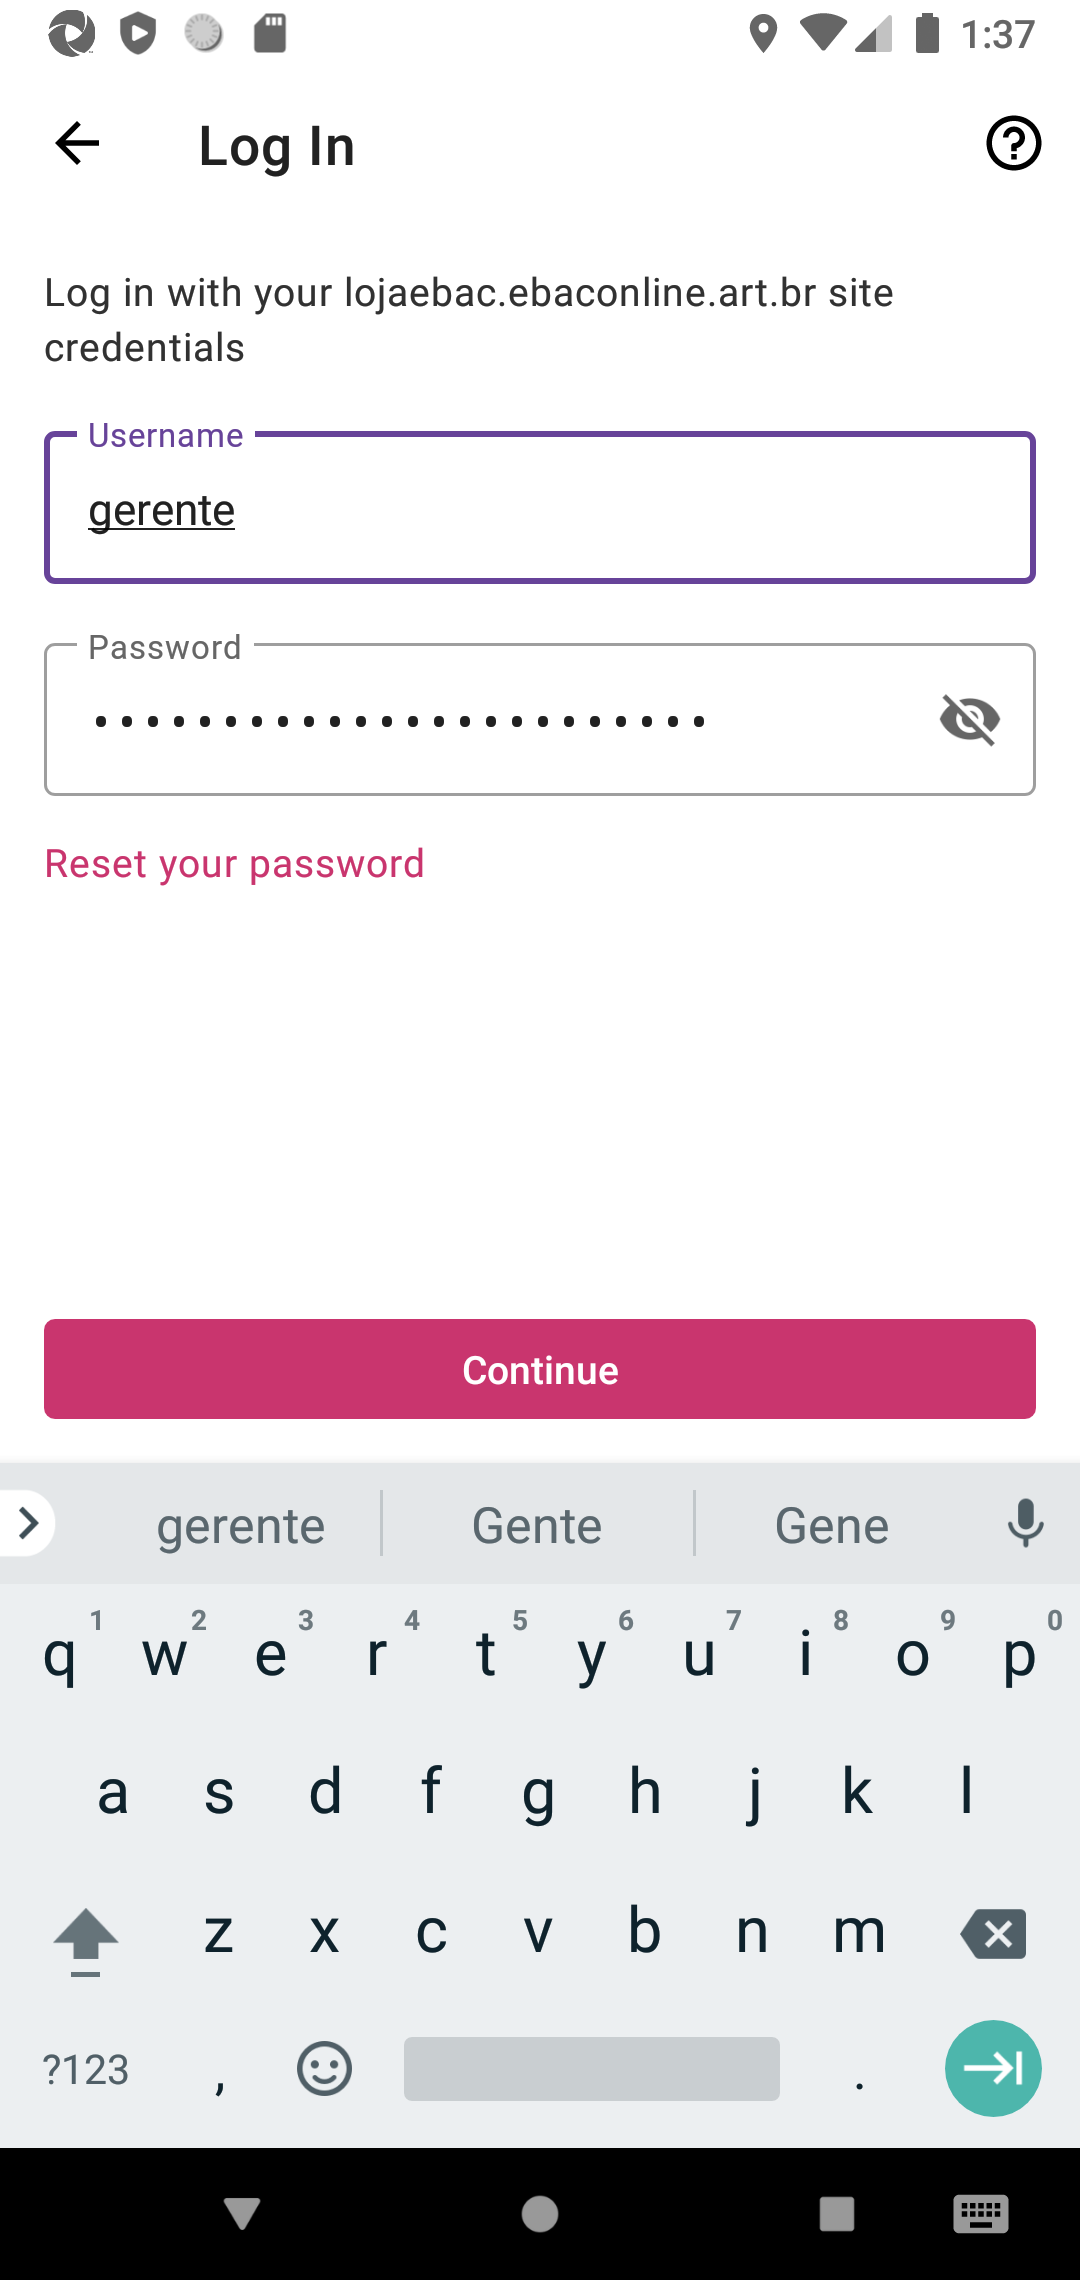 1:37
Log In
Log in with your lojaebac.ebaconline.art.br site
credentials
Username
gerente
Password
••••••••••••••••••••••••
Reset your password
Continue
gerente Gente Gene
1 2 3 4 5 6 7 8 9 0
q w e r t y u i o p
a s d f g h j k l
z x c v b n m
?123 , .